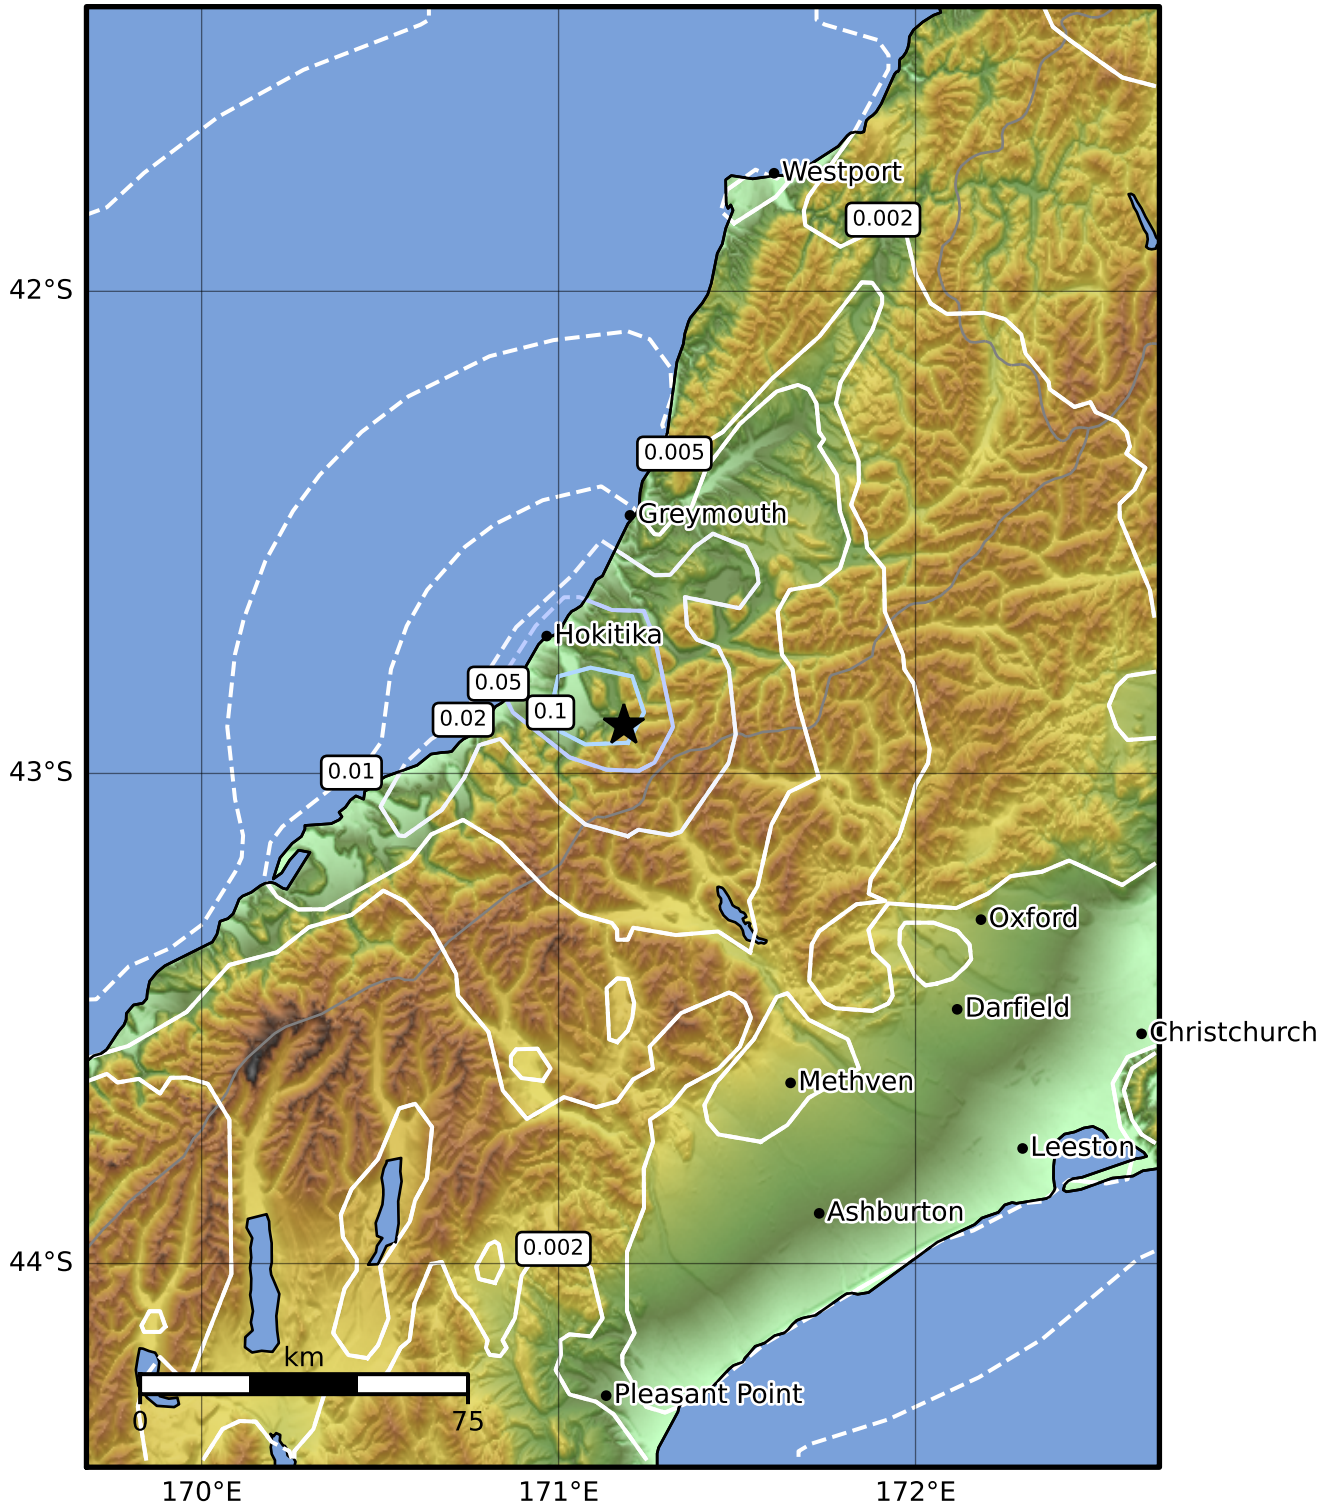 Westport
0.002
42°S
0.005
Greymouth
Hokitika
0.05
0.1
0.02
0.01
43°S
Oxford
Darfield
Christchurch
Methven
Leeston
Ashburton
0.002
44°S
km
0
75
Pleasant Point
170°E
171°E
172°E